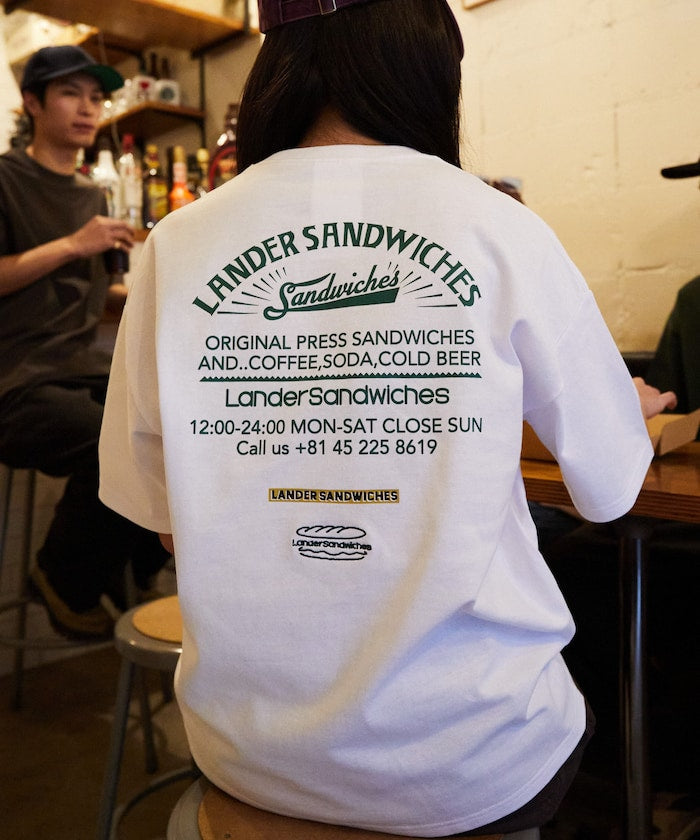 LANDER SANDWICHES
Sandwiche's
ORIGINAL PRESS SANDWICHES
AND..COFFEE,SODA,COLD BEER
LanderSandwiches
12:00-24:00 MON-SAT CLOSE SUN
Call us +81 45 225 8619
LANDER SANDWICHES
LanderSandwiches